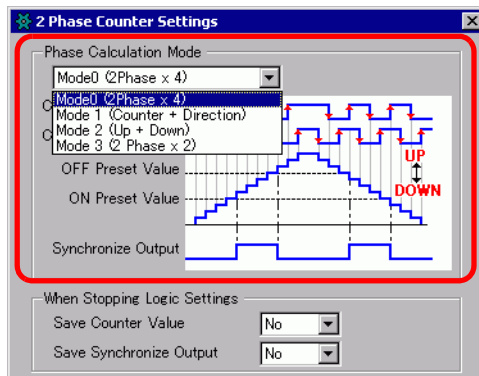 2 Phase Counter Settings
Phase Calculation Mode
Mode0 (2Phase x 4)
Mode0 (2Phase x 4)
Mode 1 (Counter + Direction)
Mode 2 (Up + Down)
Mode 3 (2 Phase x 2)
C
C
UP
OFF Preset Value
DOWN
ON Preset Value
Synchronize Output
When Stopping Logic Settings
Save Counter Value No
Save Synchronize Output No